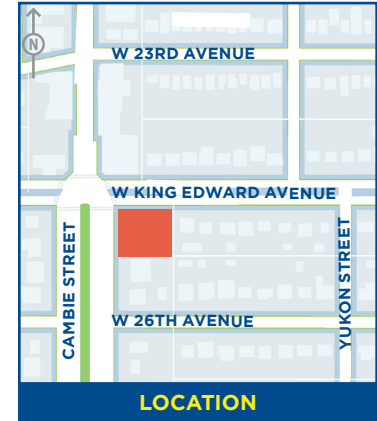 N
W 23RD AVENUE
W KING EDWARD AVENUE
CAMBIE STREET
YUKON STREET
W 26TH AVENUE
LOCATION